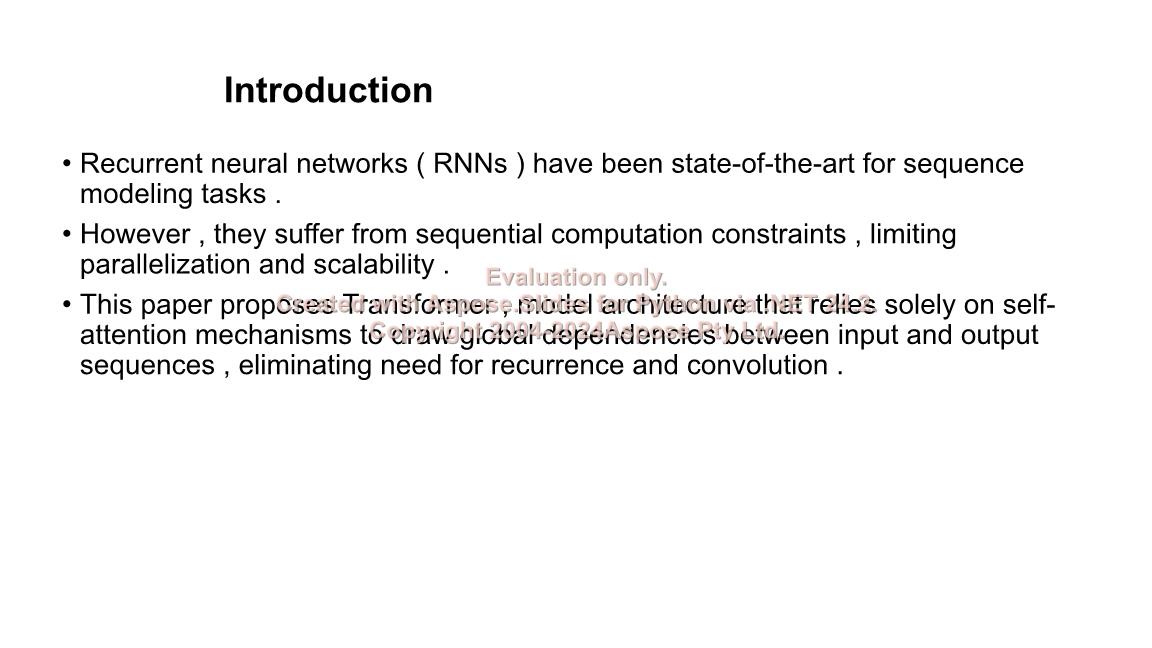 Introduction
• Recurrent neural networks ( RNNs ) have been state-of-the-art for sequence
modeling tasks .
• However , they suffer from sequential computation constraints , limiting
parallelization and scalability .
Evaluation only.
• This paper proposes Transformer , model architecture that relies solely on self-
Created with Aspose.Slides for Python via .NET 24.2.
attention mechanisms to draw global dependencies between input and output
Copyright 2004-2024Aspose Pty Ltd.
sequences , eliminating need for recurrence and convolution .